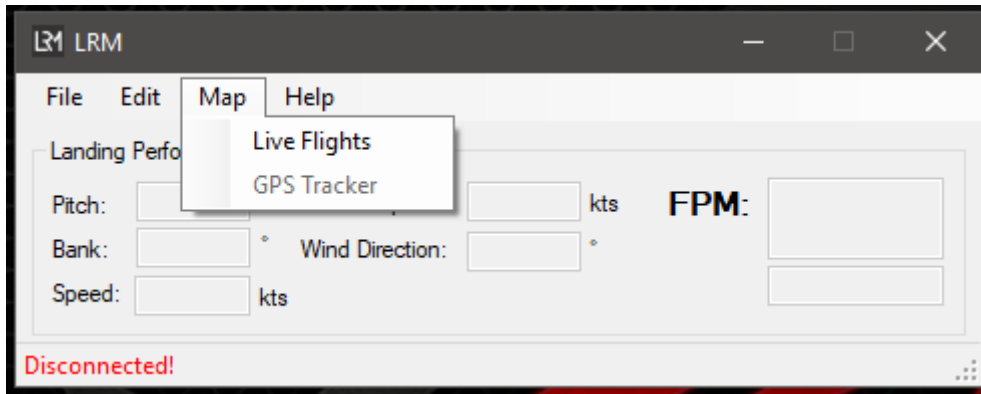 LRM LRM
File Edit Map Help
Live Flights
GPS Tracker
Landing Perfo
Pitch: kts FPM:
Bank: ° Wind Direction: °
Speed: kts
Disconnected!